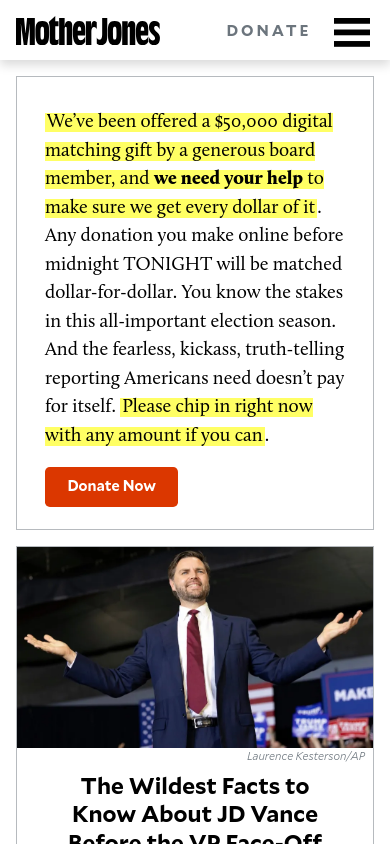 Mother Jones
DONATE
We've been offered a $50,000 digital
matching gift by a generous board
member, and we need your help to
make sure we get every dollar of it.
Any donation you make online before
midnight TONIGHT will be matched
dollar-for-dollar. You know the stakes
in this all-important election season.
And the fearless, kickass, truth-telling
reporting Americans need doesn't pay
for itself. Please chip in right now
with any amount if you can.
Donate Now
MAKE
TRUMP
VANCE
TRUMP
VANCE
Laurence Kesterson/AP
The Wildest Facts to
Know About JD Vance
Before the VP Face-Off